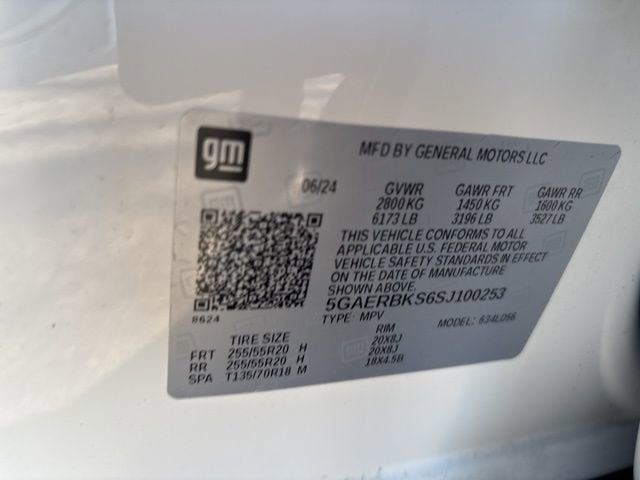 gm
MFD BY GENERAL MOTORS LLC
06/24 GVWR GAWR FRT GAWR RR
2800 KG 1450 KG 1600 KG
6173 LB 3196 LB 3527 LB
THIS VEHICLE CONFORMS TO ALL
APPLICABLE U.S. FEDERAL MOTOR
VEHICLE SAFETY STANDARDS IN EFFECT
ON THE DATE OF MANUFACTURE
SHOWN ABOVE.
5GAERBKS6SJ100253
8624 TYPE: MPV MODEL: 634LD56
TIRE SIZE RIM
FRT 255/55R20 H 20X8J
RR 255/55R20 H 20X8J
SPA T135/70R18 M 18X4.5B